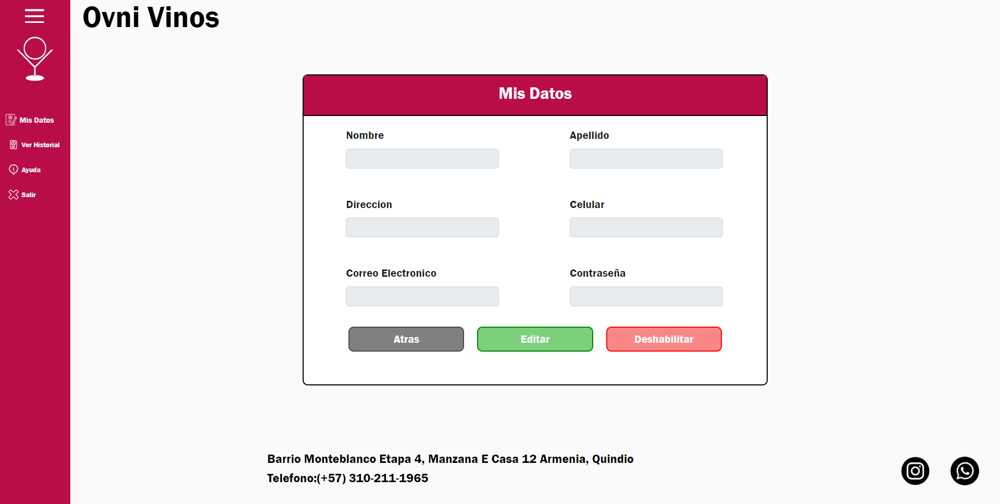 Ovni Vinos
Mis Datos
Ver Historial
Ayuda
Salir
Mis Datos
Nombre
Apellido
Direccion
Celular
Correo Electronico
Contraseña
Atras
Editar
Deshabilitar
Barrio Monteblanco Etapa 4, Manzana E Casa 12 Armenia, Quindio
Telefono:(+57) 310-211-1965